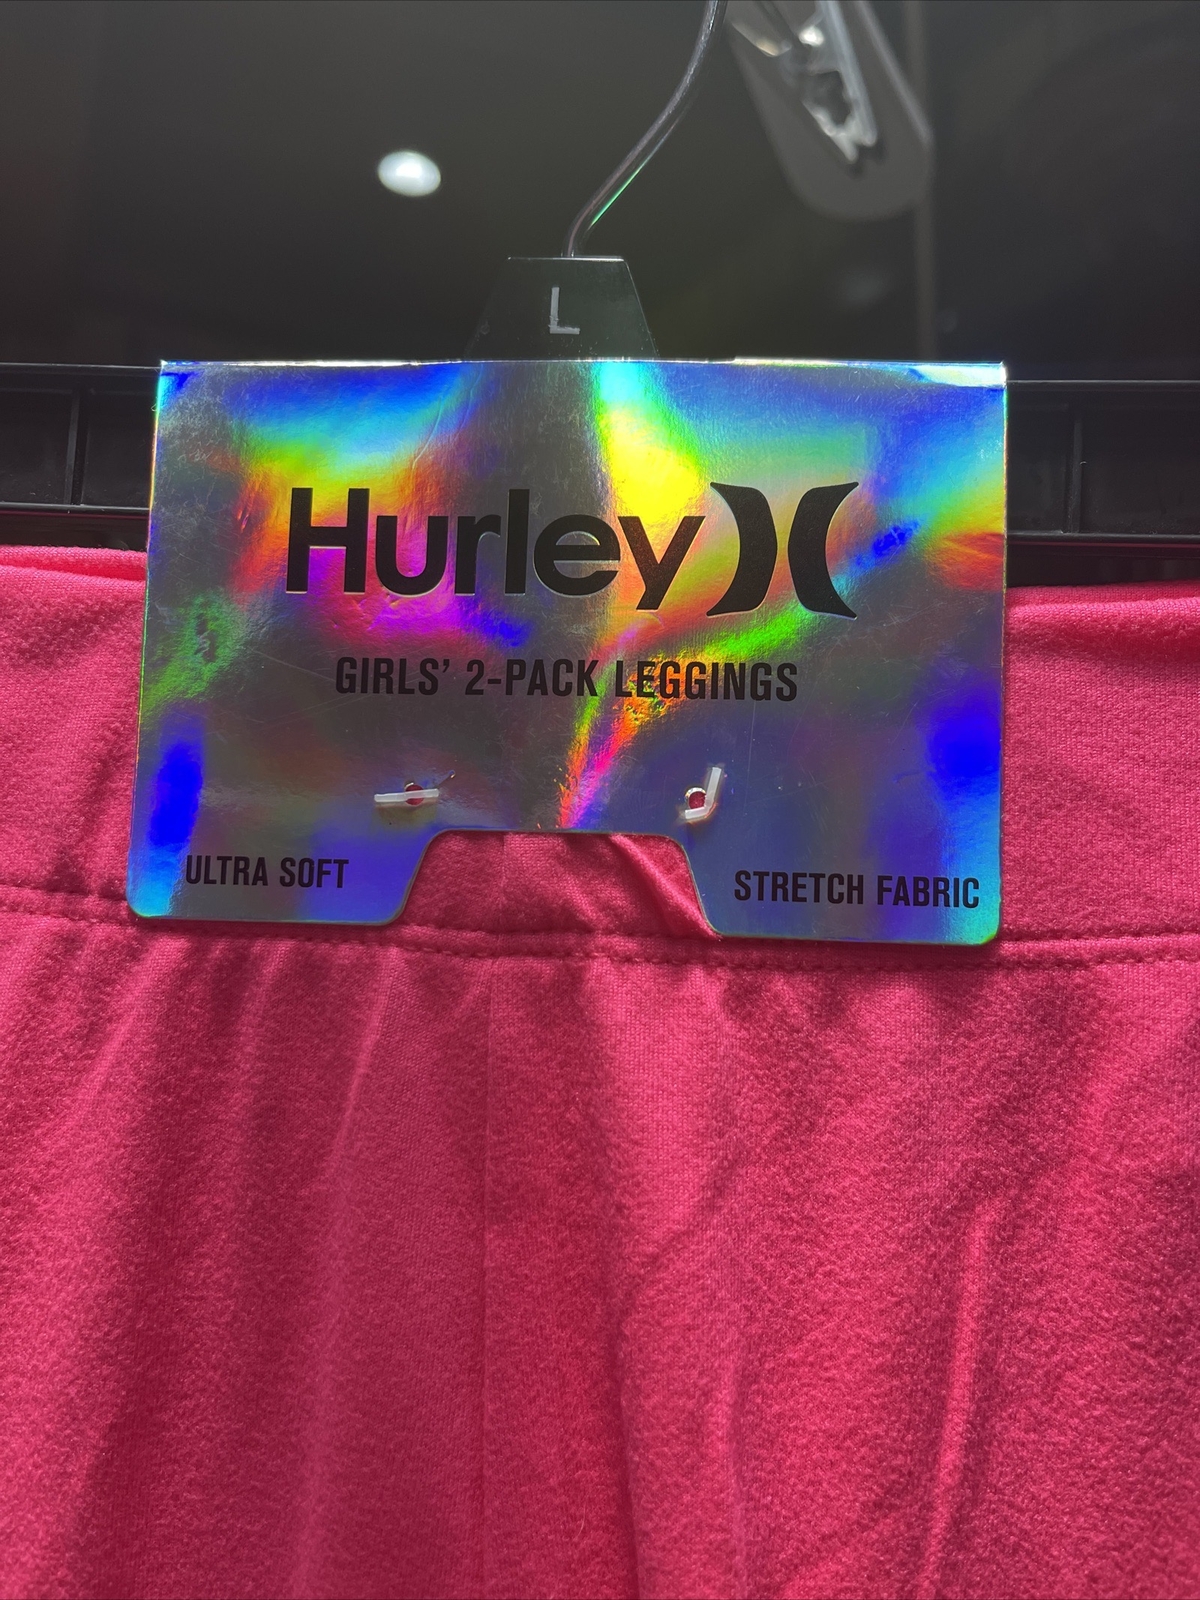 L
Hurley
GIRLS' 2-PACK LEGGINGS
ULTRA SOFT
STRETCH FABRIC